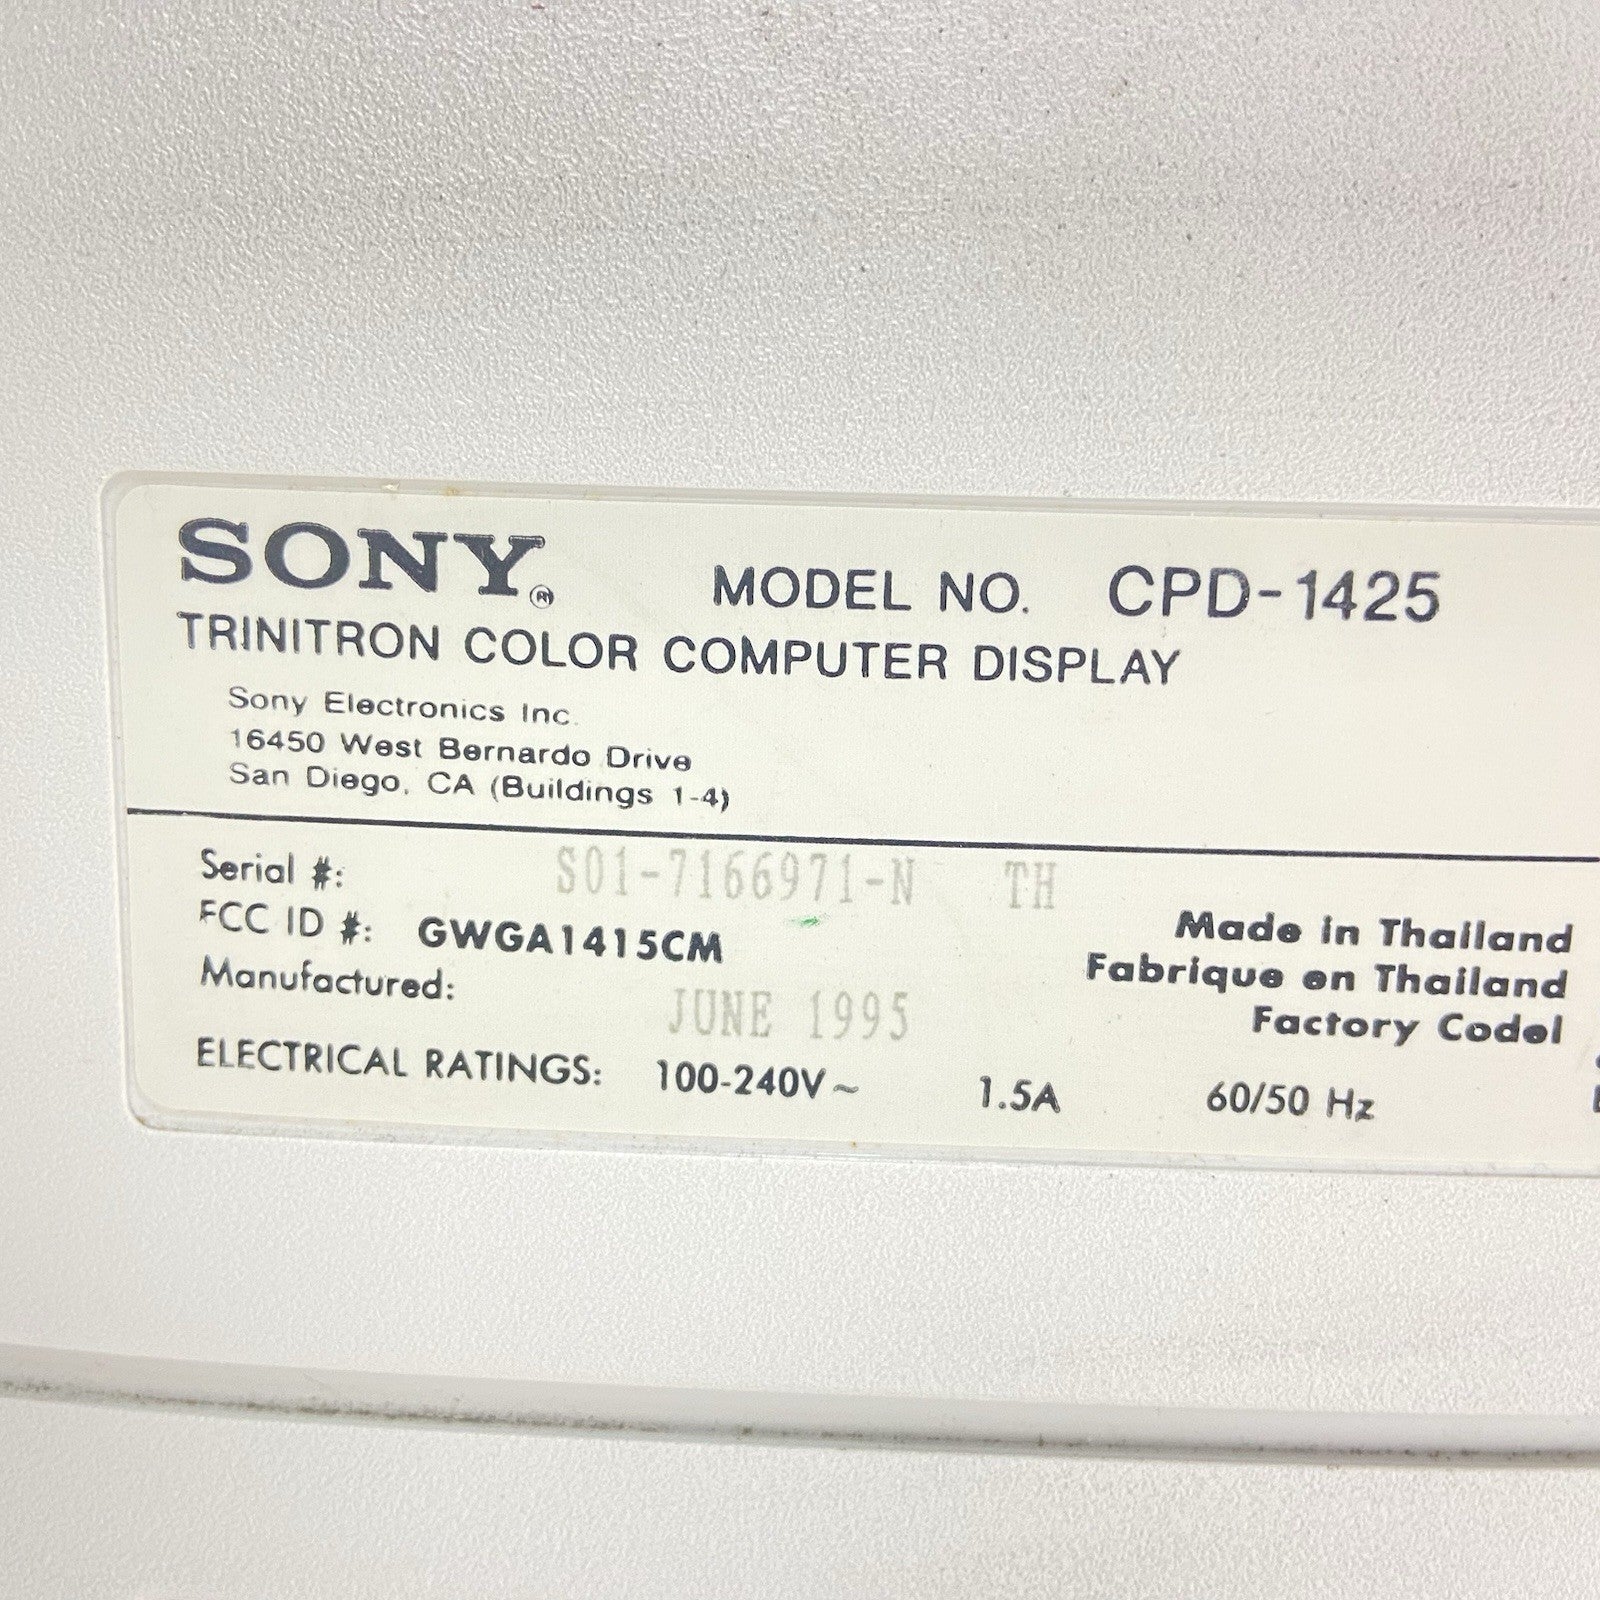 SONY®
MODEL NO. CPD-1425
TRINITRON COLOR COMPUTER DISPLAY
Sony Electronics Inc.
16450 West Bernardo Drive
San Diego, CA (Buildings 1-4)
Serial #: S01-7166971-N TH
FCC ID #: GWGA1415CM
Manufactured: JUNE 1995
Made in Thailand
Fabrique en Thailand
Factory Codel
ELECTRICAL RATINGS: 100-240V~ 1.5A 60/50 Hz